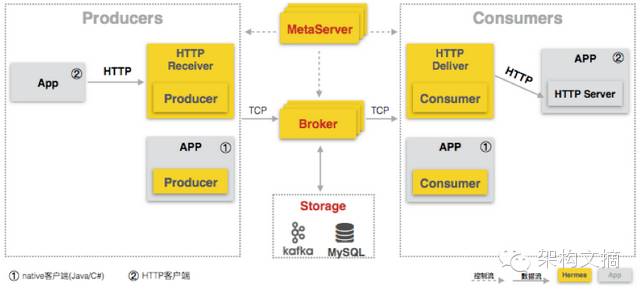 Producers
MetaServer
Consumers
App
②
HTTP
HTTP
Receiver
Producer
HTTP
Deliver
Consumer
HTTP
APP
②
HTTP Server
TCP
Broker
TCP
APP
①
Producer
APP
①
Consumer
Storage
kafka
MySQL
① native客户端(Java/C#)
② HTTP客户端
架构文摘
控制流
数据流
Hermes
App